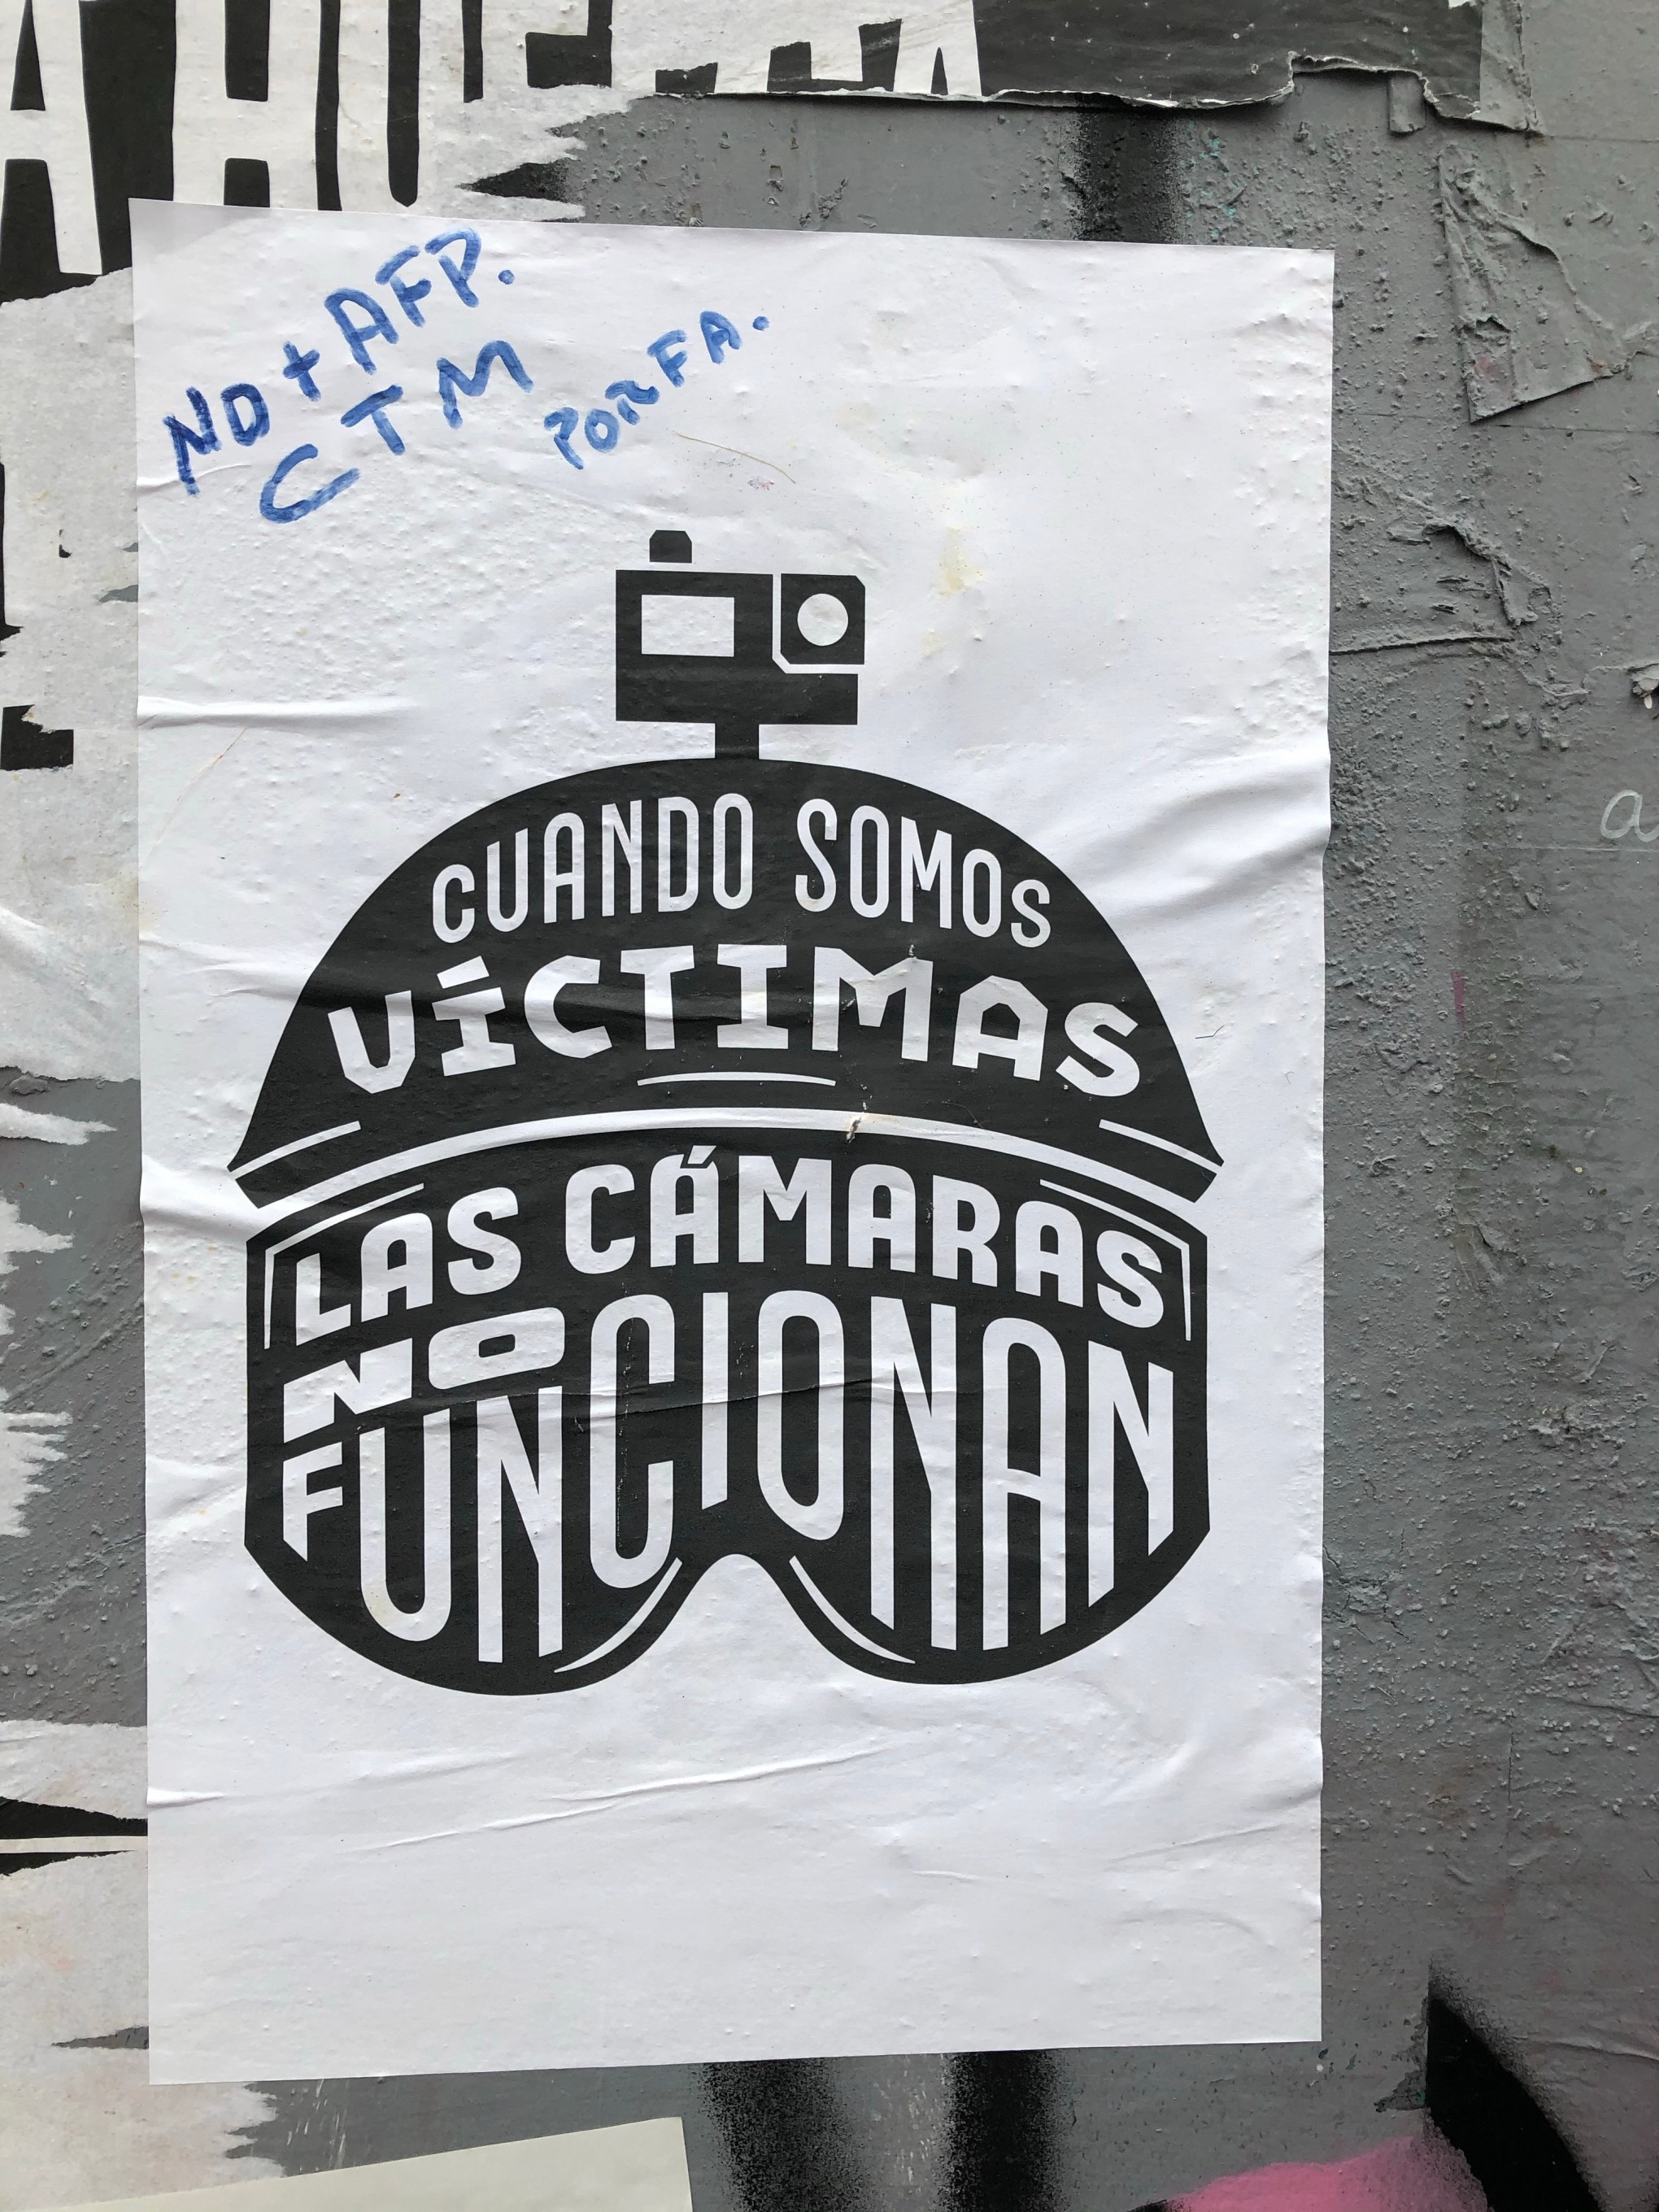 NO + AFP.
CTM
PORFA.
CUANDO SOMOS
VÍCTIMAS
LAS CÁMARAS
NO
FUNCIONAN
a